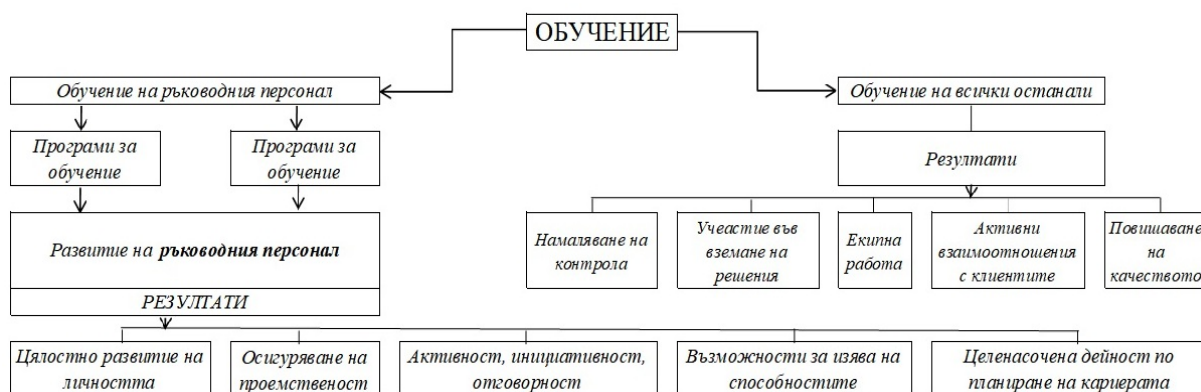 ОБУЧЕНИЕ
Обучение на ръководния персонал
Обучение на всички останали
Програми за
обучение
Програми за
обучение
Резултати
Развитие на ръководния персонал
РЕЗУЛТАТИ
Намаляване на
контрола
Учеастие във
вземане на
решения
Екипна
работа
Активни
взаимоотношения
с клиентите
Повишаване
на
качеството
Цялостно развитие на
личността
Осигуряване на
проемственост
Активност, инициативност,
отговорност
Възможности за изява на
способностите
Целенасочена дейност по
планиране на кариерата